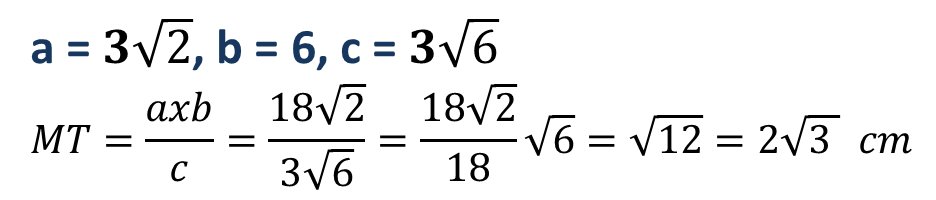 a = 3√2, b = 6, c = 3√6
MT = axb/c = 18√2/3√6 = 18√2/18 √6 = √12 = 2√3 cm